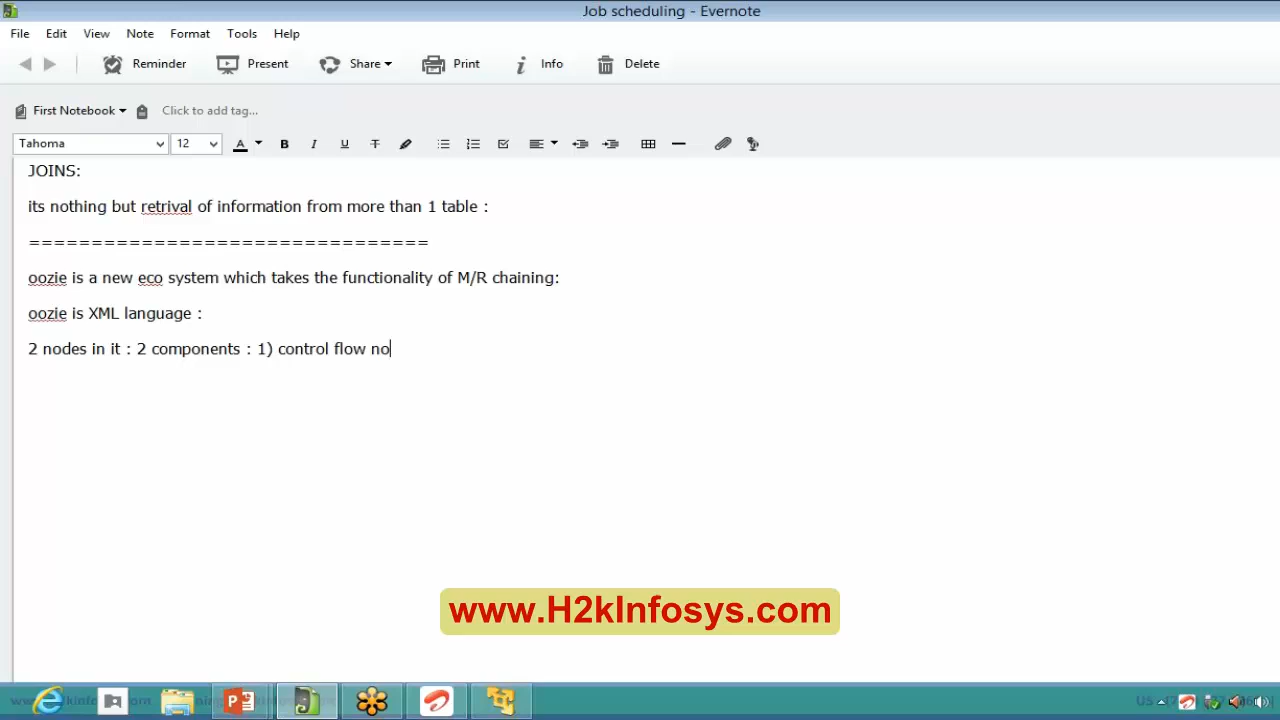 Job scheduling - Evernote
File Edit View Note Format Tools Help
Reminder Present Share Print Info Delete
First Notebook Click to add tag...
Tahoma 12 A B I U T
JOINS:
its nothing but retrival of information from more than 1 table :
================================
oozie is a new eco system which takes the functionality of M/R chaining:
oozie is XML language :
2 nodes in it : 2 components : 1) control flow no
www.H2kInfosys.com